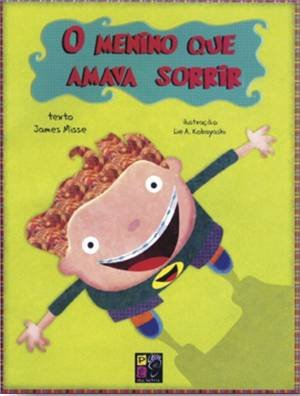 O MENINO QUE
AMAVA SORRIR
texto
James Misse
ilustração
Lie A. Kobayashi
P
E